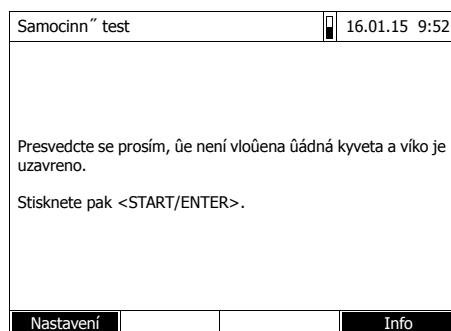 Samocinn˝ test
16.01.15 9:52
Presvedcte se prosím, ûe není vloûena ûádná kyveta a víko je
uzavreno.
Stisknete pak <START/ENTER>.
Nastavení
Info